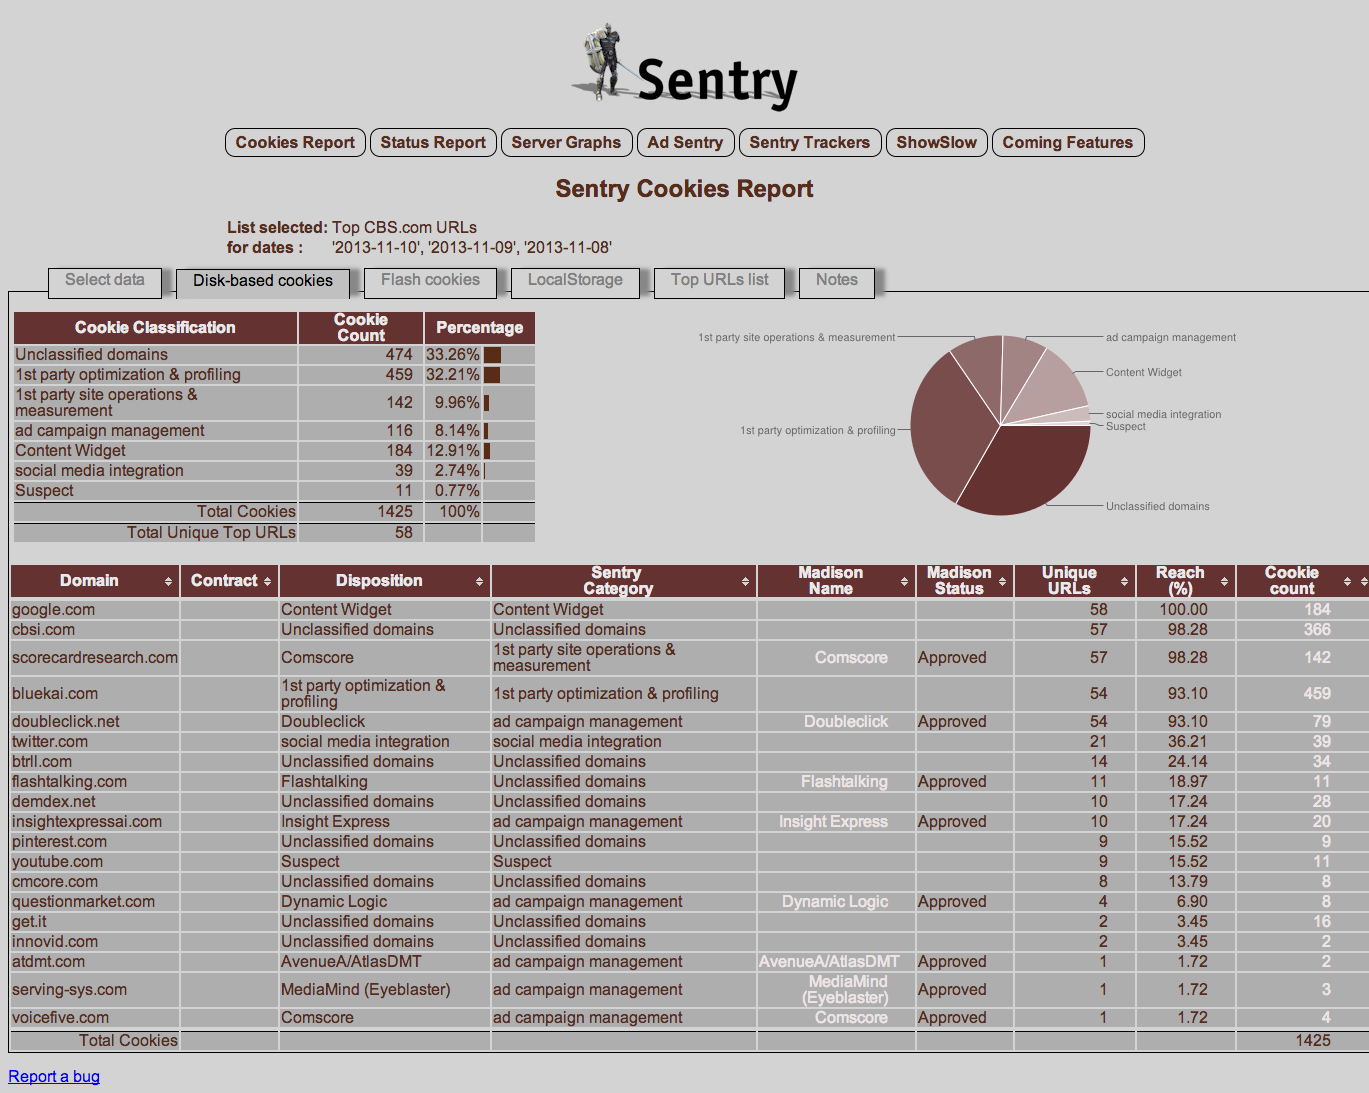 Sentry
Cookies Report Status Report Server Graphs Ad Sentry Sentry Trackers ShowSlow Coming Features
Sentry Cookies Report
List selected: Top CBS.com URLs
for dates : '2013-11-10', '2013-11-09', '2013-11-08'
Select data Disk-based cookies Flash cookies LocalStorage Top URLs list Notes
Cookie Classification Cookie Count Percentage
Unclassified domains 474 33.26%
1st party optimization & profiling 459 32.21%
1st party site operations &
measurement 142 9.96%
ad campaign management 116 8.14%
Content Widget 184 12.91%
social media integration 39 2.74%
Suspect 11 0.77%
Total Cookies 1425 100%
Total Unique Top URLs 58
1st party site operations & measurement
ad campaign management
Content Widget
social media integration
Suspect
1st party optimization & profiling
Unclassified domains
Domain Contract Disposition Sentry Category Madison Name Madison Status Unique URLs Reach (%) Cookie count
google.com Content Widget Content Widget 58 100.00 184
cbsi.com Unclassified domains Unclassified domains 57 98.28 366
scorecardresearch.com Comscore 1st party site operations & measurement Comscore Approved 57 98.28 142
bluekai.com 1st party optimization & profiling 1st party optimization & profiling 54 93.10 459
doubleclick.net Doubleclick ad campaign management Doubleclick Approved 54 93.10 79
twitter.com social media integration social media integration 21 36.21 39
btrll.com Unclassified domains Unclassified domains 14 24.14 34
flashtalking.com Flashtalking Unclassified domains Flashtalking Approved 11 18.97 11
demdex.net Unclassified domains Unclassified domains 10 17.24 28
insightexpressai.com Insight Express ad campaign management Insight Express Approved 10 17.24 20
pinterest.com Unclassified domains Unclassified domains 9 15.52 9
youtube.com Suspect Suspect 9 15.52 11
cmcore.com Unclassified domains Unclassified domains 8 13.79 8
questionmarket.com Dynamic Logic ad campaign management Dynamic Logic Approved 4 6.90 8
get.it Unclassified domains Unclassified domains 2 3.45 16
innovid.com Unclassified domains Unclassified domains 2 3.45 2
atdmt.com AvenueA/AtlasDMT ad campaign management AvenueA/AtlasDMT Approved 1 1.72 2
serving-sys.com MediaMind (Eyeblaster) ad campaign management MediaMind (Eyeblaster) Approved 1 1.72 3
voicefive.com Comscore ad campaign management Comscore Approved 1 1.72 4
Total Cookies 1425
Report a bug